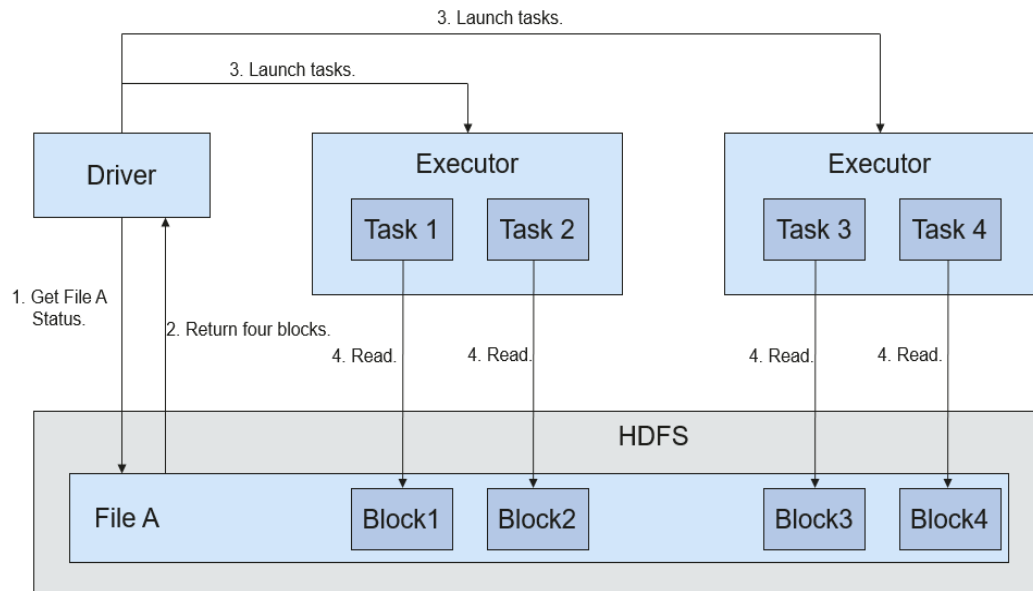 3. Launch tasks.
3. Launch tasks.
Driver
Executor
Executor
Task 1
Task 2
Task 3
Task 4
1. Get File A
Status.
2. Return four blocks.
4. Read.
4. Read.
4. Read.
4. Read.
HDFS
File A
Block1
Block2
Block3
Block4